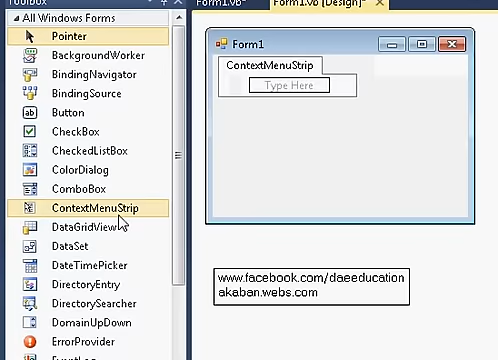 Toolbox
Form1.vb*
Form1.vb [Design]*
All Windows Forms
Pointer
BackgroundWorker
BindingNavigator
BindingSource
Button
CheckBox
CheckedListBox
ColorDialog
ComboBox
ContextMenuStrip
DataGridView
DataSet
DateTimePicker
DirectoryEntry
DirectorySearcher
DomainUpDown
ErrorProvider
EventLog
Form1
ContextMenuStrip
Type Here
www.facebook.com/daeeducation
akaban.webs.com